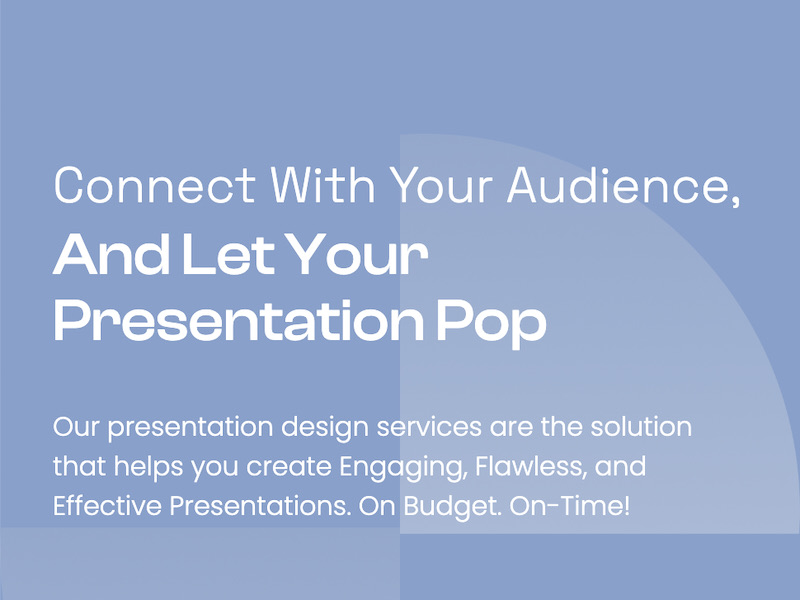 Connect With Your Audience,
And Let Your
Presentation Pop
Our presentation design services are the solution
that helps you create Engaging, Flawless, and
Effective Presentations. On Budget. On-Time!